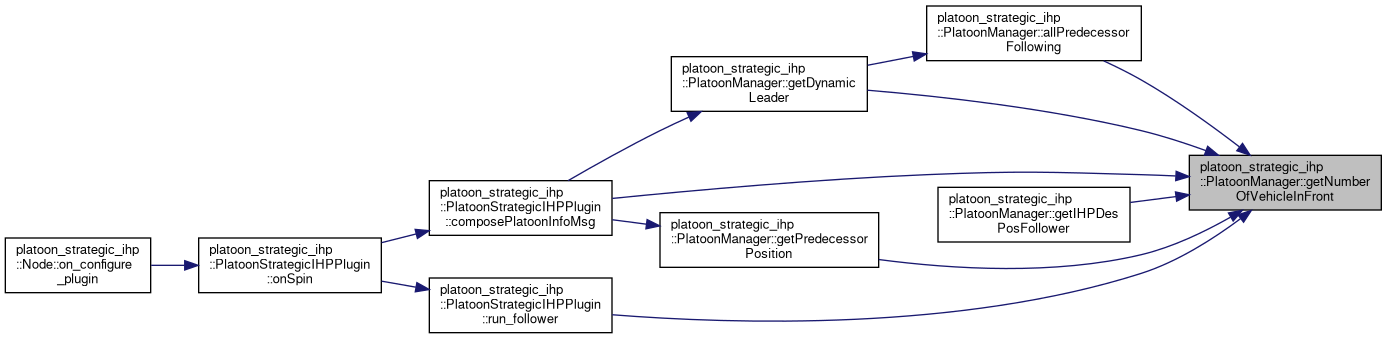 platoon_strategic_ihp
::PlatoonManager::allPredecessor
Following
platoon_strategic_ihp
::PlatoonManager::getDynamic
Leader
platoon_strategic_ihp
::PlatoonManager::getNumber
OfVehicleInFront
platoon_strategic_ihp
::PlatoonStrategicIHPPlugin
::composePlatoonInfoMsg
platoon_strategic_ihp
::PlatoonManager::getIHPDes
PosFollower
platoon_strategic_ihp
::PlatoonManager::getPredecessor
Position
platoon_strategic_ihp
::Node::on_configure
_plugin
platoon_strategic_ihp
::PlatoonStrategicIHPPlugin
::onSpin
platoon_strategic_ihp
::PlatoonStrategicIHPPlugin
::run_follower